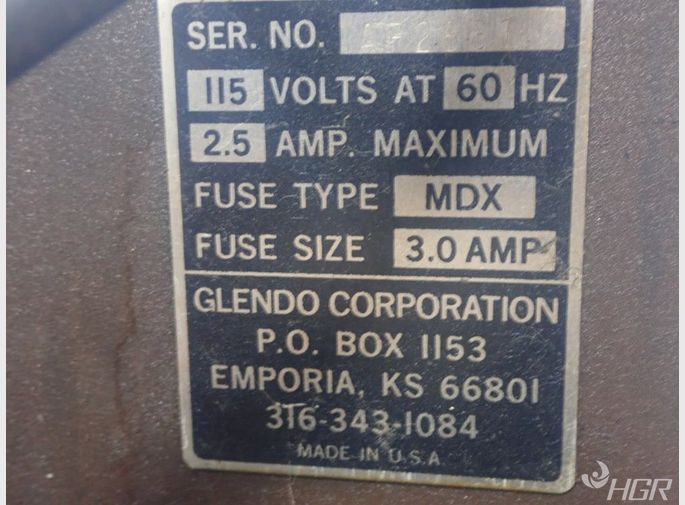 SER. NO.
115 VOLTS AT 60 HZ
2.5 AMP. MAXIMUM
FUSE TYPE MDX
FUSE SIZE 3.0 AMP
GLENDO CORPORATION
P.O. BOX 1153
EMPORIA, KS 66801
316-343-1084
MADE IN U.S.A
HGR